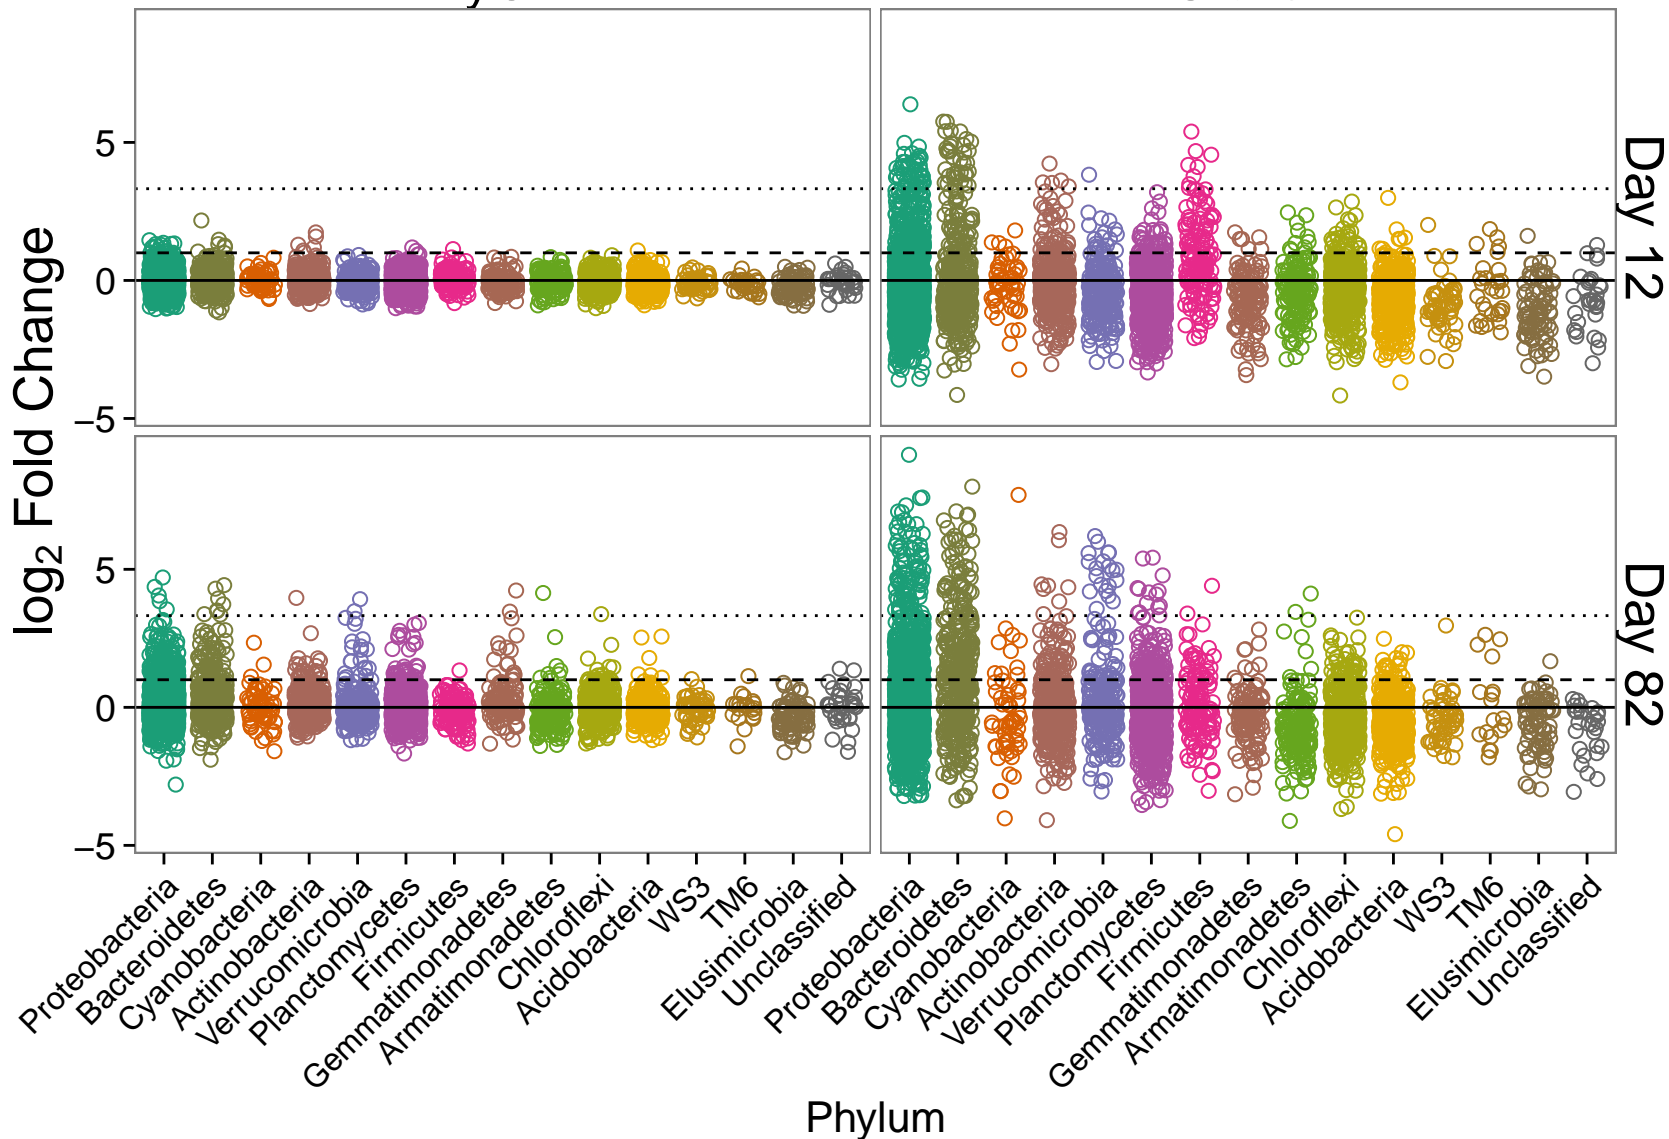 Day 12
5
0
−5
log2 Fold Change
Day 82
5
0
−5
Proteobacteria
Bacteroidetes
Cyanobacteria
Actinobacteria
Verrucomicrobia
Planctomycetes
Firmicutes
Gemmatimonadetes
Armatimonadetes
Chloroflexi
Acidobacteria
WS3
TM6
Elusimicrobia
Unclassified
Proteobacteria
Bacteroidetes
Cyanobacteria
Actinobacteria
Verrucomicrobia
Planctomycetes
Firmicutes
Gemmatimonadetes
Armatimonadetes
Chloroflexi
Acidobacteria
WS3
TM6
Elusimicrobia
Unclassified
Phylum